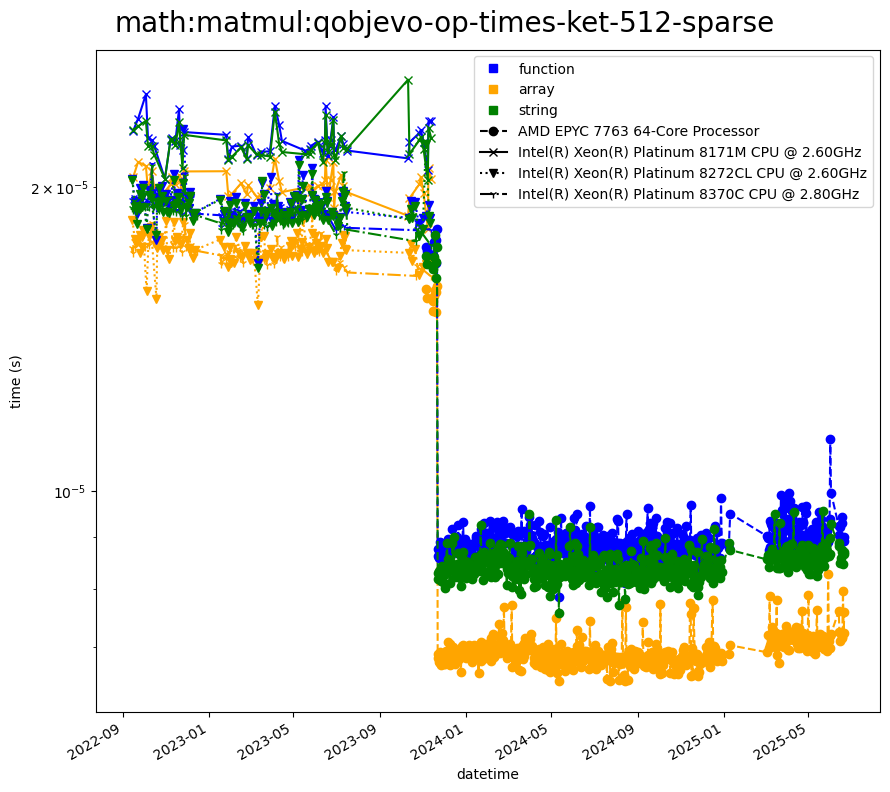 math:matmul:qobjevo-op-times-ket-512-sparse
function
array
string
AMD EPYC 7763 64-Core Processor
Intel(R) Xeon(R) Platinum 8171M CPU @ 2.60GHz
Intel(R) Xeon(R) Platinum 8272CL CPU @ 2.60GHz
Intel(R) Xeon(R) Platinum 8370C CPU @ 2.80GHz
2 × 10⁻⁵
10⁻⁵
time (s)
2022-09
2023-01
2023-05
2023-09
2024-01
2024-05
2024-09
2025-01
2025-05
datetime